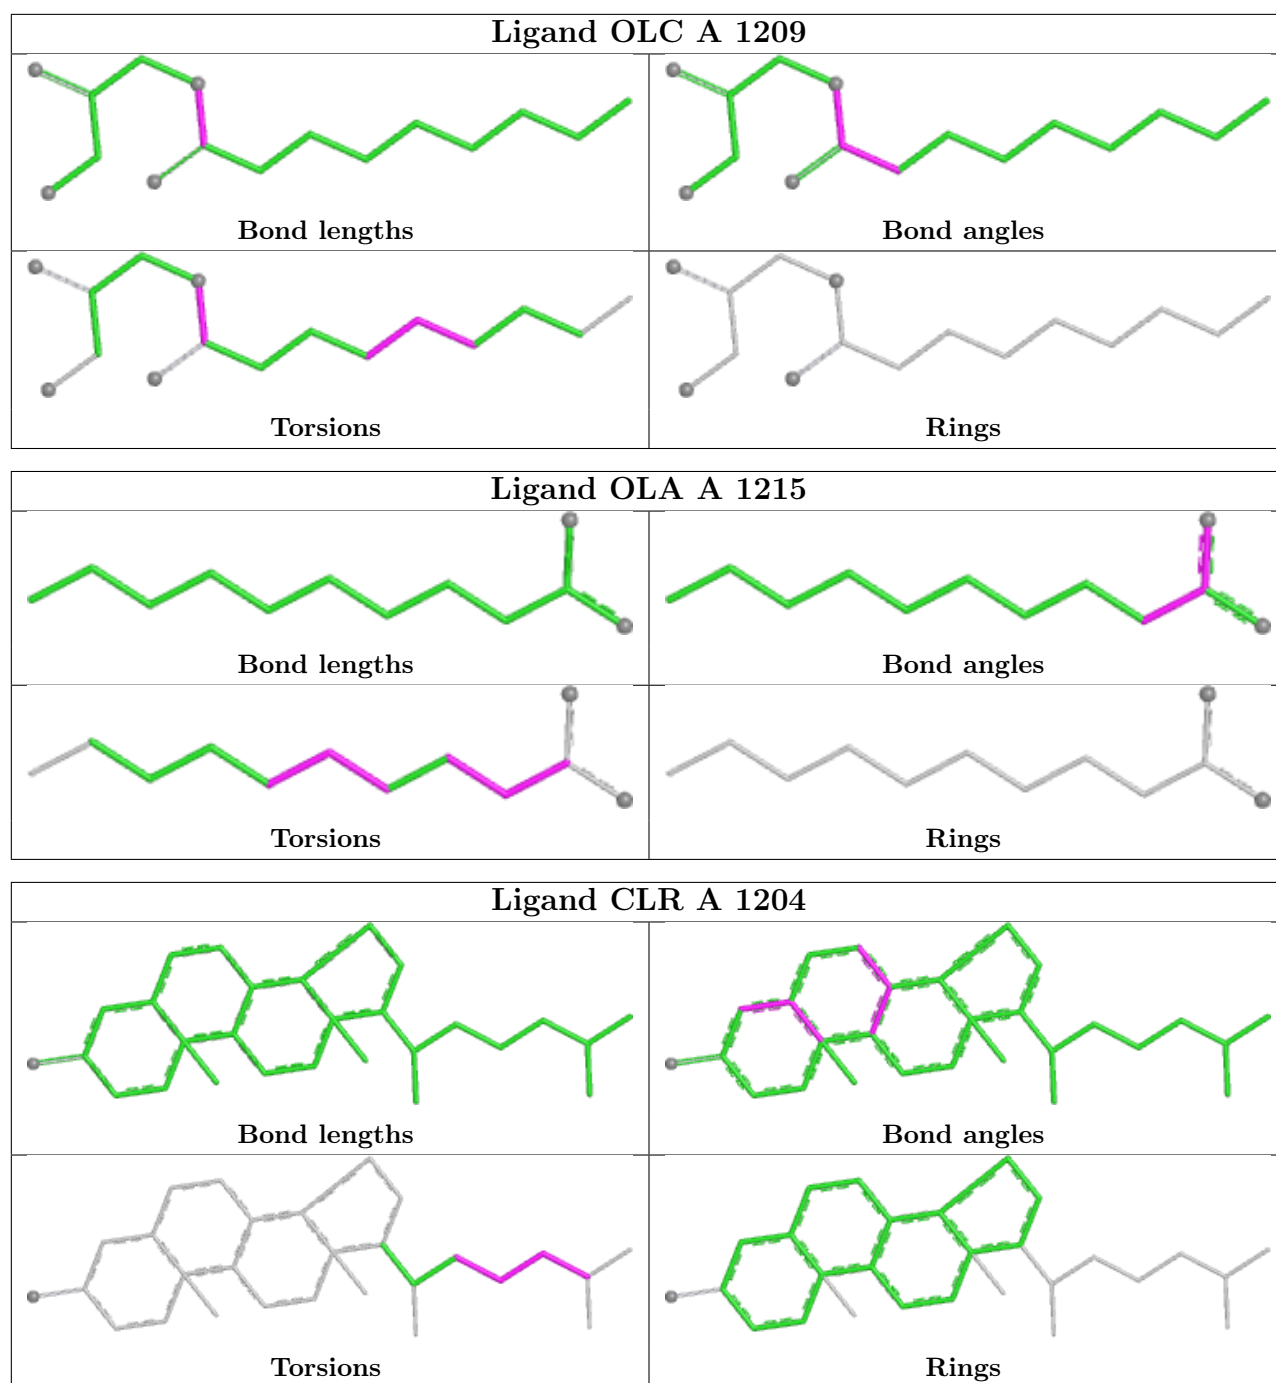 Ligand OLC A 1209
Bond lengths
Bond angles
Torsions
Rings
Ligand OLA A 1215
Bond lengths
Bond angles
Torsions
Rings
Ligand CLR A 1204
Bond lengths
Bond angles
Torsions
Rings